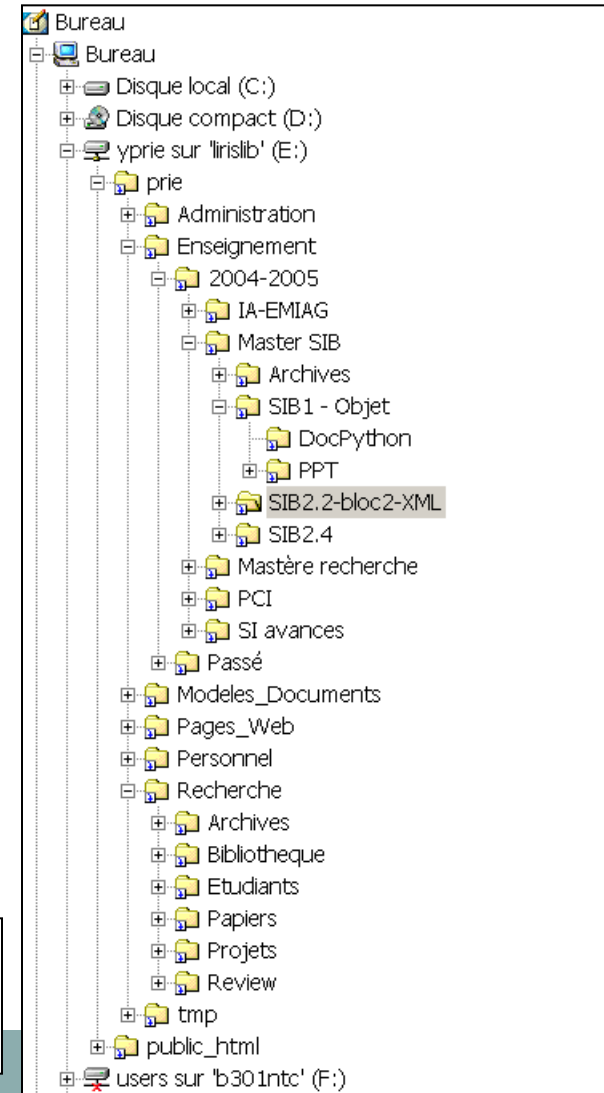 Bureau
Bureau
Disque local (C:)
Disque compact (D:)
yprie sur 'lirislib' (E:)
prie
Administration
Enseignement
2004-2005
IA-EMIAG
Master SIB
Archives
SIB1 - Objet
DocPython
PPT
SIB2.2-bloc2-XML
SIB2.4
Mastère recherche
PCI
SI avances
Passé
Modeles_Documents
Pages_Web
Personnel
Recherche
Archives
Bibliotheque
Etudiants
Papiers
Projets
Review
tmp
public_html
users sur 'b301ntc' (F:)